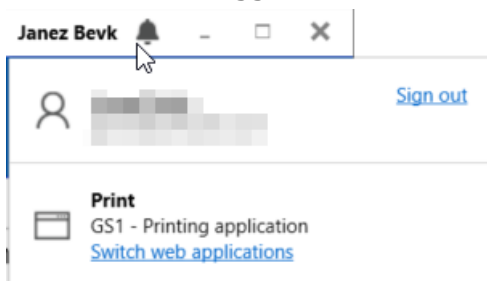 Janez Bevk
Sign out
Print
GS1 - Printing application
Switch web applications